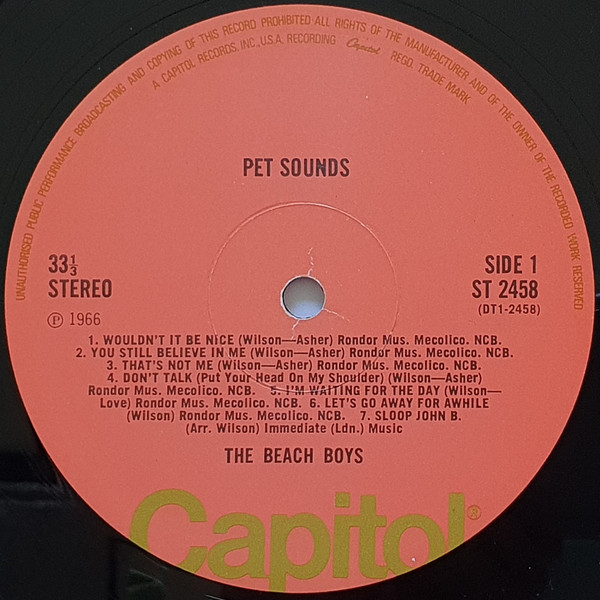 UNAUTHORISED PUBLIC PERFORMANCE BROADCASTING AND COPYING OF THIS RECORD PROHIBITED ALL RIGHTS OF THE MANUFACTURER AND OF THE OWNER OF THE RECORDED WORK RESERVED
A CAPITOL RECORDS, INC., U.S.A. RECORDING Capitol REGD. TRADE MARK
PET SOUNDS
33⅓
STEREO
℗ 1966
SIDE 1
ST 2458
(DT1-2458)
1. WOULDN'T IT BE NICE (Wilson—Asher) Rondor Mus. Mecolico. NCB.
2. YOU STILL BELIEVE IN ME (Wilson—Asher) Rondor Mus. Mecolico. NCB.
3. THAT'S NOT ME (Wilson—Asher) Rondor Mus. Mecolico. NCB.
4. DON'T TALK (Put Your Head On My Shoulder) (Wilson—Asher)
Rondor Mus. Mecolico. NCB. 5. I'M WAITING FOR THE DAY (Wilson—
Love) Rondor Mus. Mecolico. NCB. 6. LET'S GO AWAY FOR AWHILE
(Wilson) Rondor Mus. Mecolico. NCB. 7. SLOOP JOHN B.
(Arr. Wilson) Immediate (Ldn.) Music
THE BEACH BOYS
Capitol®